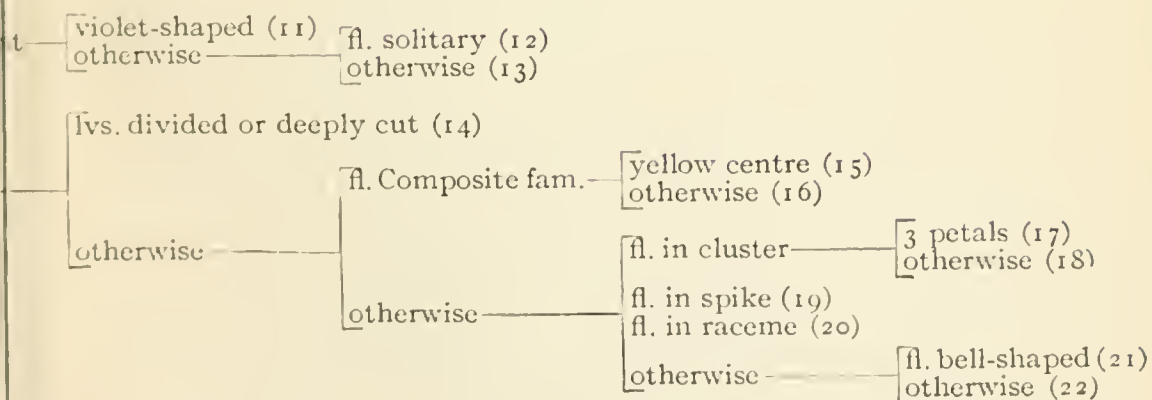 t violet-shaped (11)
otherwise fl. solitary (12)
otherwise (13)
lvs. divided or deeply cut (14)
fl. Composite fam. yellow centre (15)
otherwise (16)
otherwise fl. in cluster 3 petals (17)
otherwise (18)
otherwise fl. in spike (19)
fl. in raceme (20)
otherwise fl. bell-shaped (21)
otherwise (22)